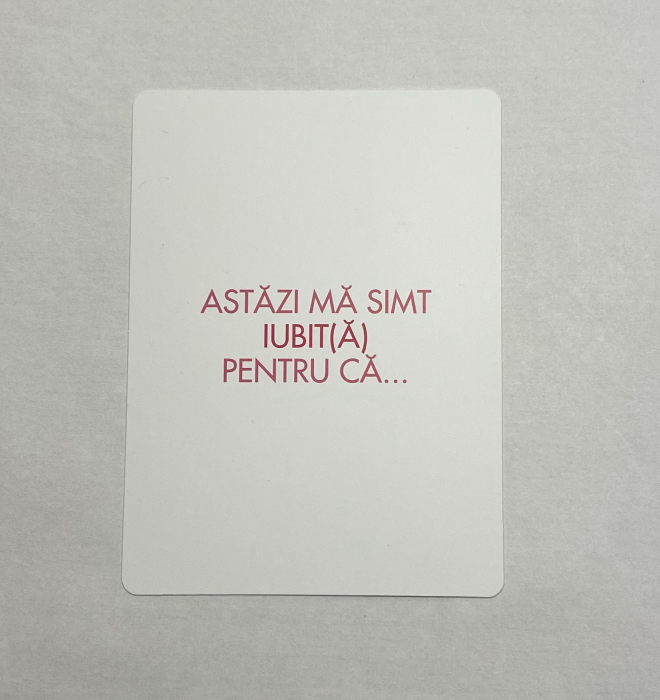 ASTĂZI MĂ SIMT
IUBIT(Ă)
PENTRU CĂ...